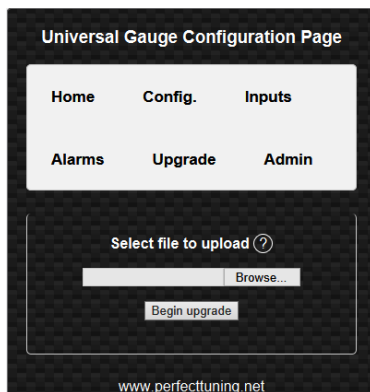 Universal Gauge Configuration Page
Home Config. Inputs
Alarms Upgrade Admin
Select file to upload ?
Browse...
Begin upgrade
www.perfecttuning.net